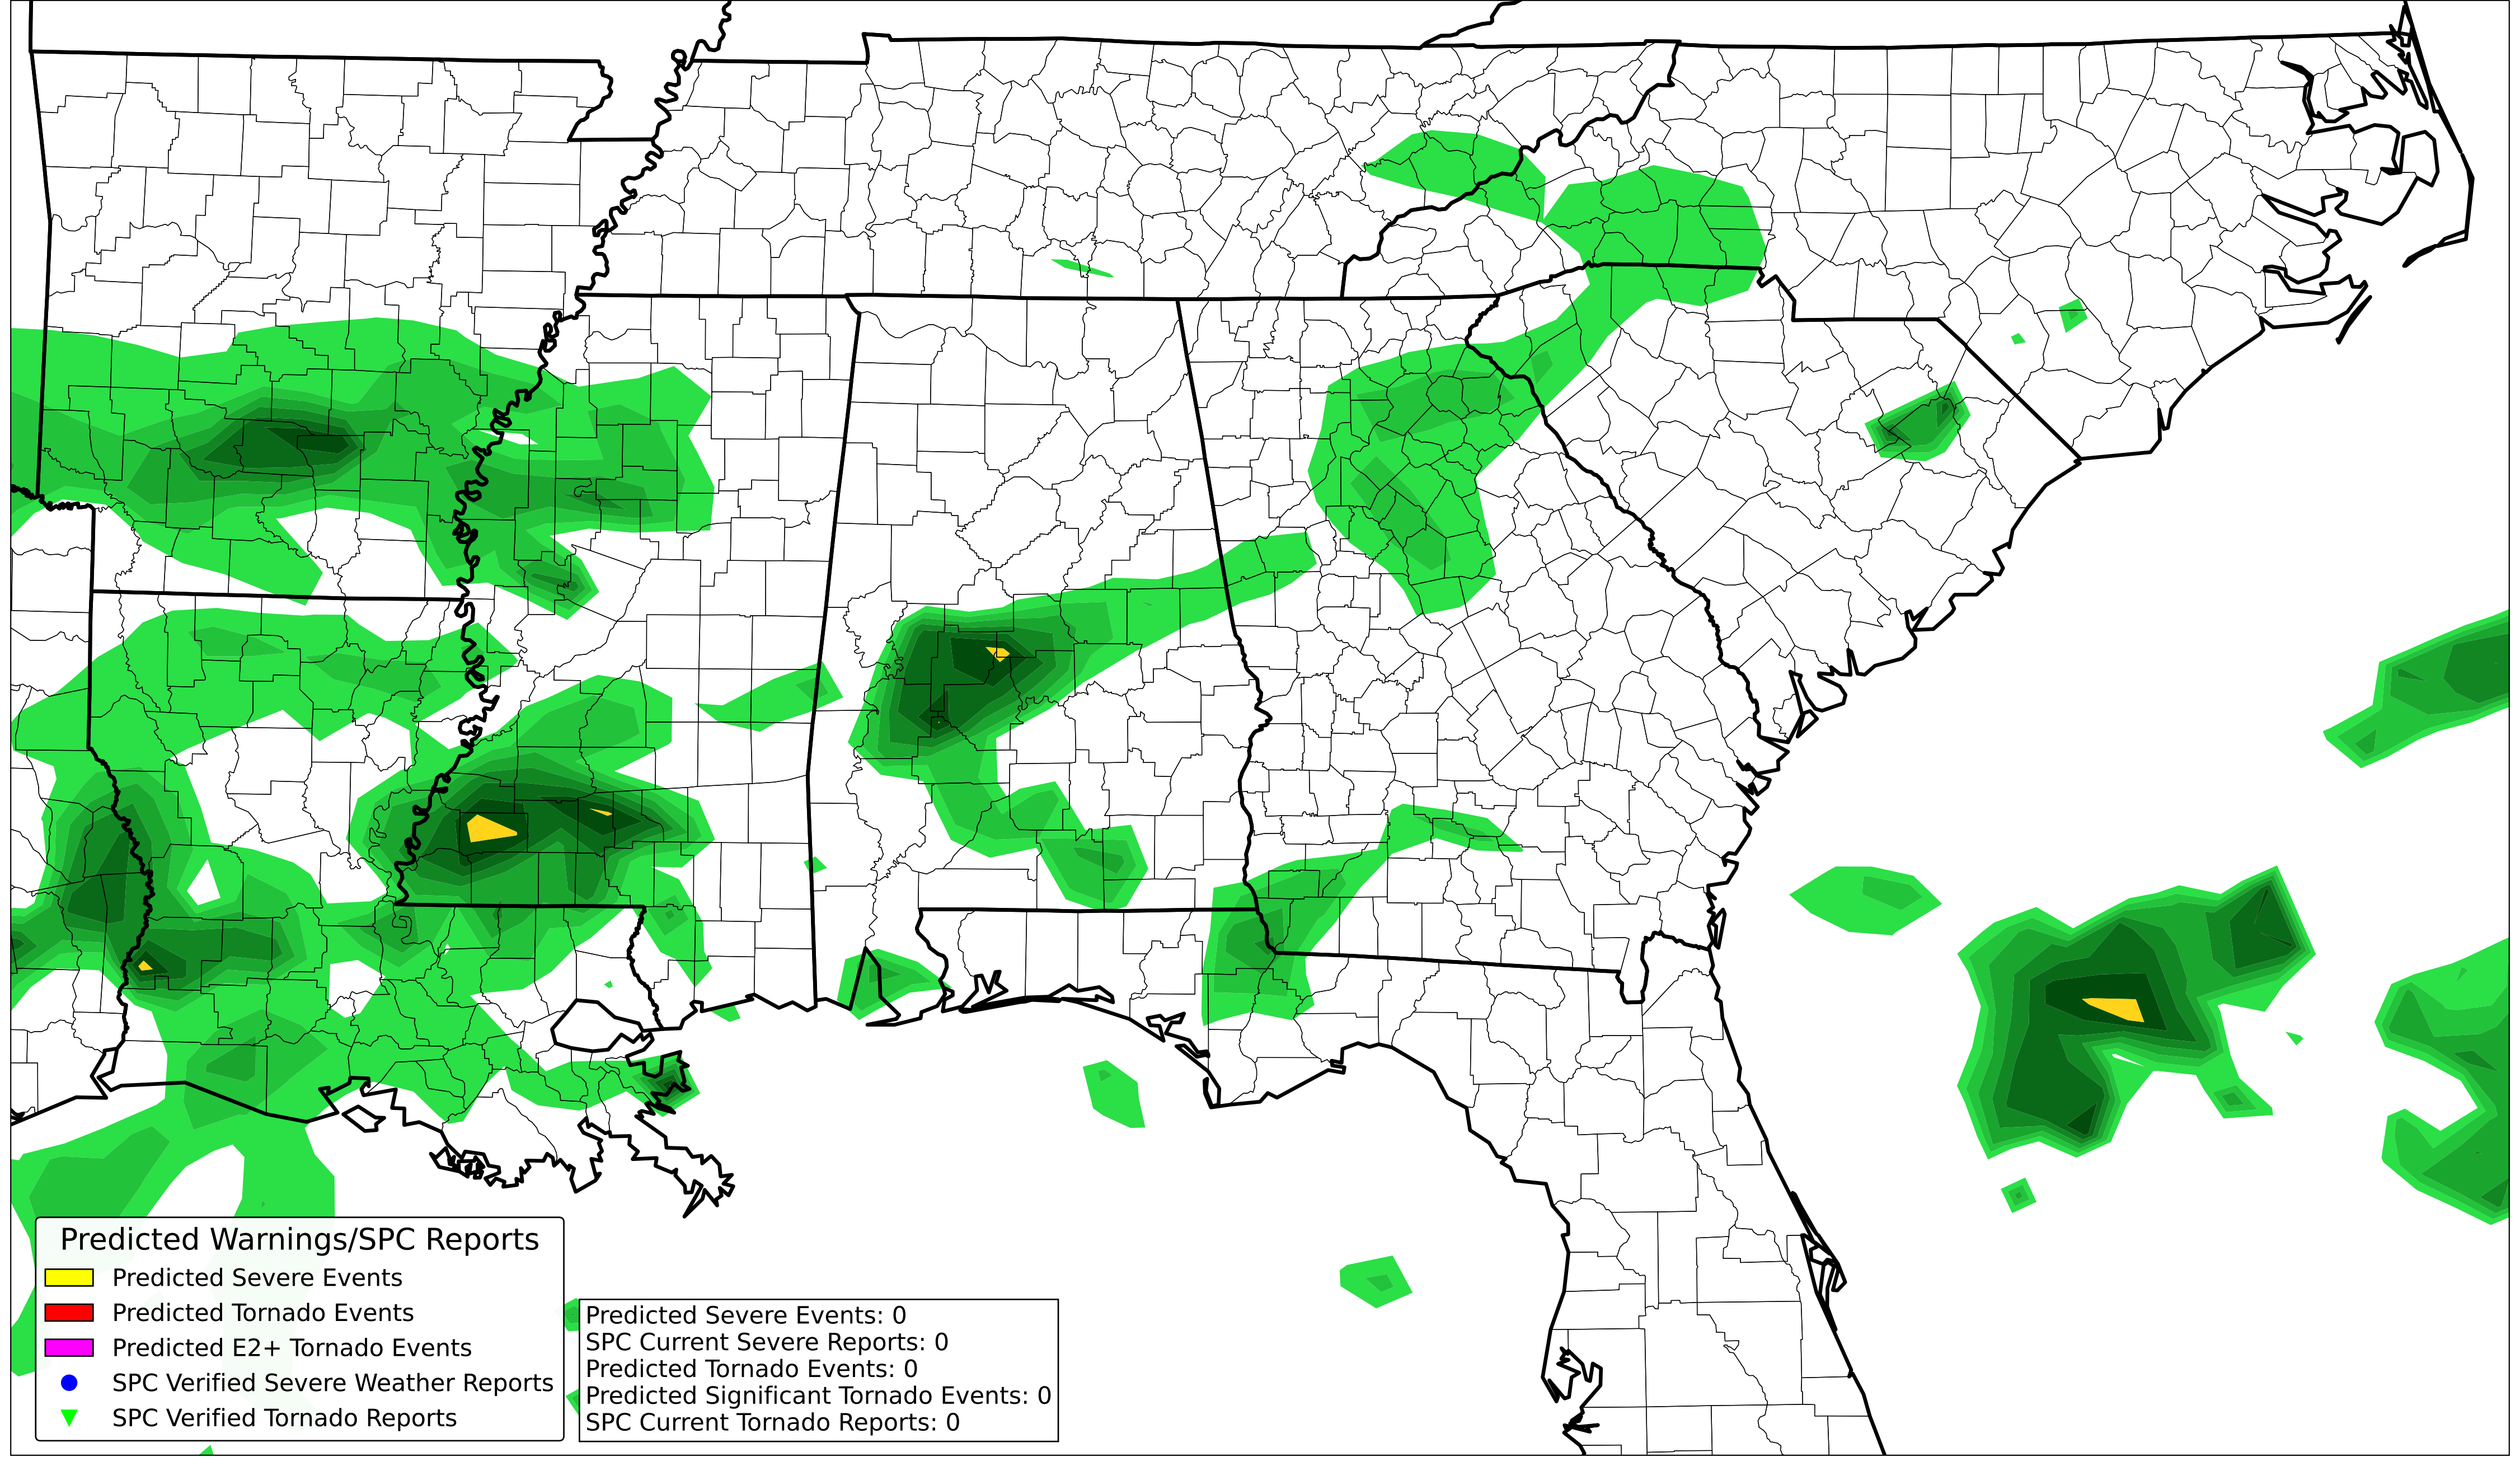 Predicted Warnings/SPC Reports
Predicted Severe Events
Predicted Tornado Events
Predicted E2+ Tornado Events
SPC Verified Severe Weather Reports
SPC Verified Tornado Reports
Predicted Severe Events: 0
SPC Current Severe Reports: 0
Predicted Tornado Events: 0
Predicted Significant Tornado Events: 0
SPC Current Tornado Reports: 0